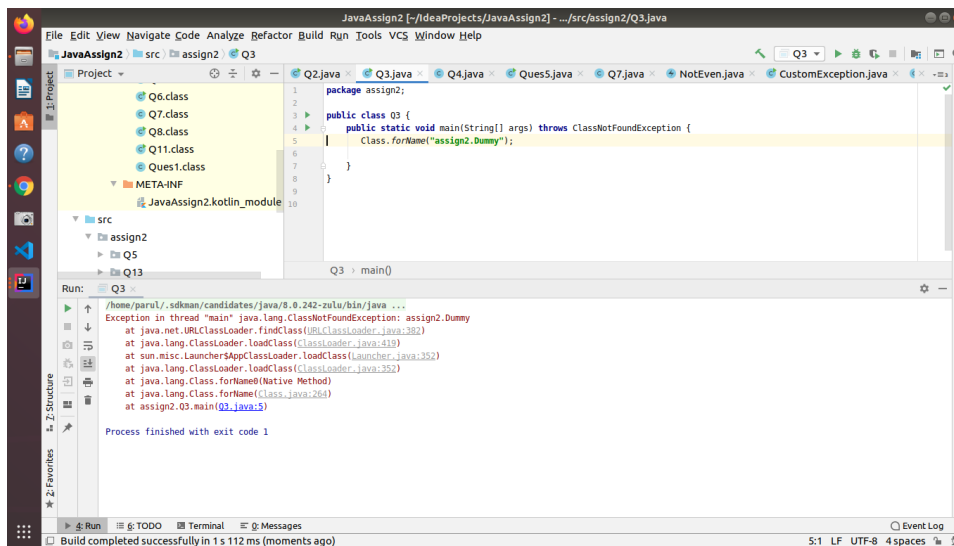 JavaAssign2 [~/IdeaProjects/JavaAssign2] - .../src/assign2/Q3.java
File Edit View Navigate Code Analyze Refactor Build Run Tools VCS Window Help
JavaAssign2 src assign2 Q3
Q3
1: Project
Project
Q2.java Q3.java Q4.java Ques5.java Q7.java NotEven.java CustomException.java
Q6.class
Q7.class
Q8.class
Q11.class
Ques1.class
META-INF
JavaAssign2.kotlin_module
src
assign2
Q5
Q13
1 package assign2;
2
3 public class Q3 {
4 public static void main(String[] args) throws ClassNotFoundException {
5 Class.forName("assign2.Dummy");
6
7 }
8 }
9
10
Q3 > main()
Run: Q3
/home/parul/.sdkman/candidates/java/8.0.242-zulu/bin/java ...
Exception in thread "main" java.lang.ClassNotFoundException: assign2.Dummy
at java.net.URLClassLoader.findClass(URLClassLoader.java:382)
at java.lang.ClassLoader.loadClass(ClassLoader.java:419)
at sun.misc.Launcher$AppClassLoader.loadClass(Launcher.java:352)
at java.lang.ClassLoader.loadClass(ClassLoader.java:352)
at java.lang.Class.forName0(Native Method)
at java.lang.Class.forName(Class.java:264)
at assign2.Q3.main(Q3.java:5)
Process finished with exit code 1
Z: Structure
2: Favorites
4: Run 6: TODO Terminal 0: Messages
Event Log
Build completed successfully in 1 s 112 ms (moments ago)
5:1 LF UTF-8 4 spaces